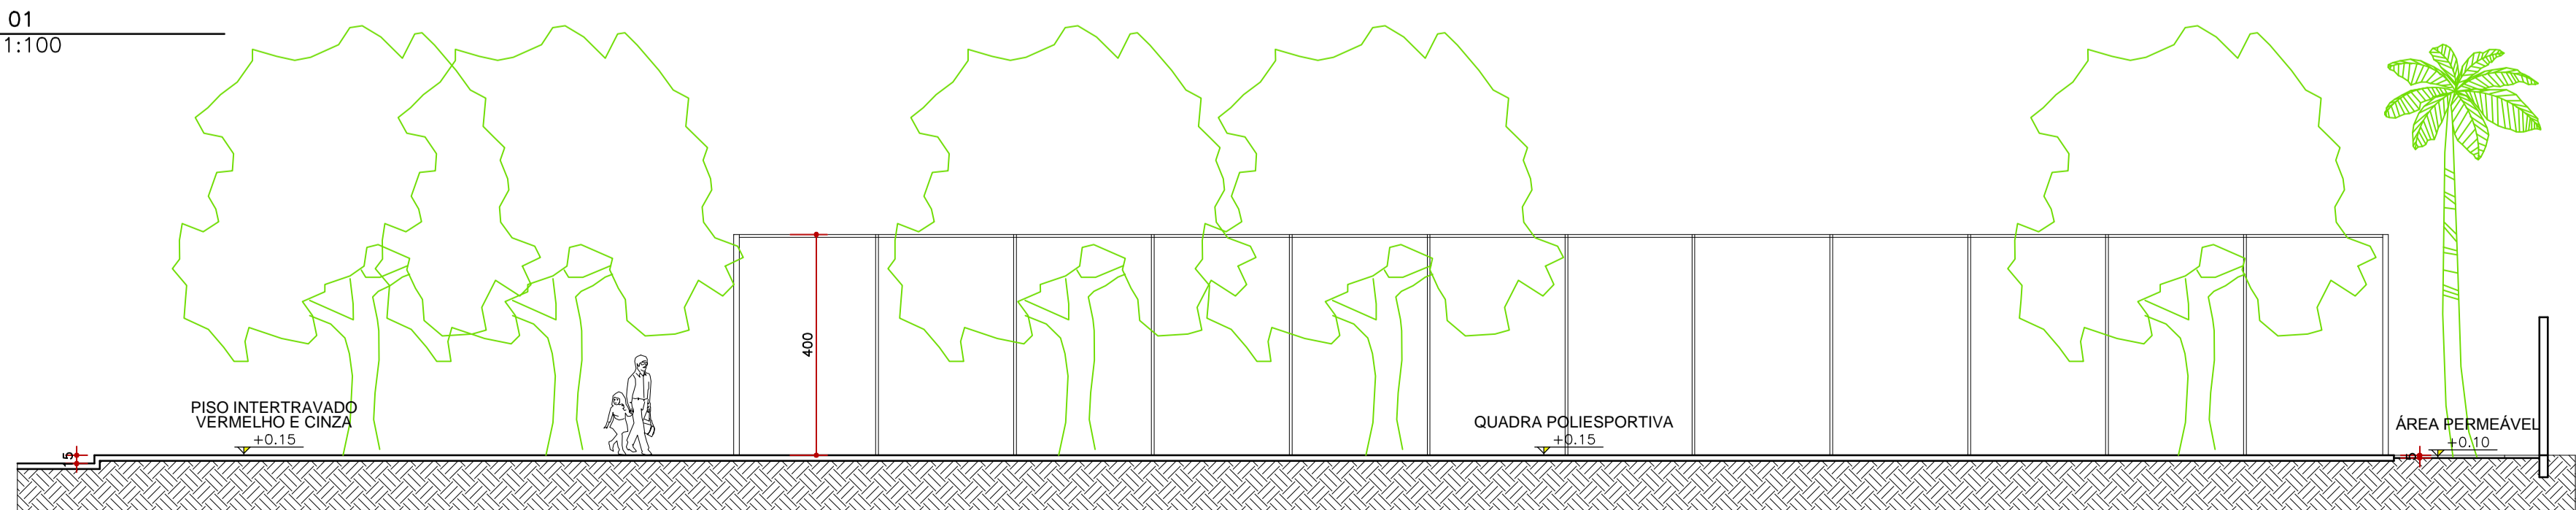 01
1:100
400
PISO INTERTRAVADO
VERMELHO E CINZA
+0.15
QUADRA POLIESPORTIVA
+0.15
ÁREA PERMEÁVEL
+0.10
15
5